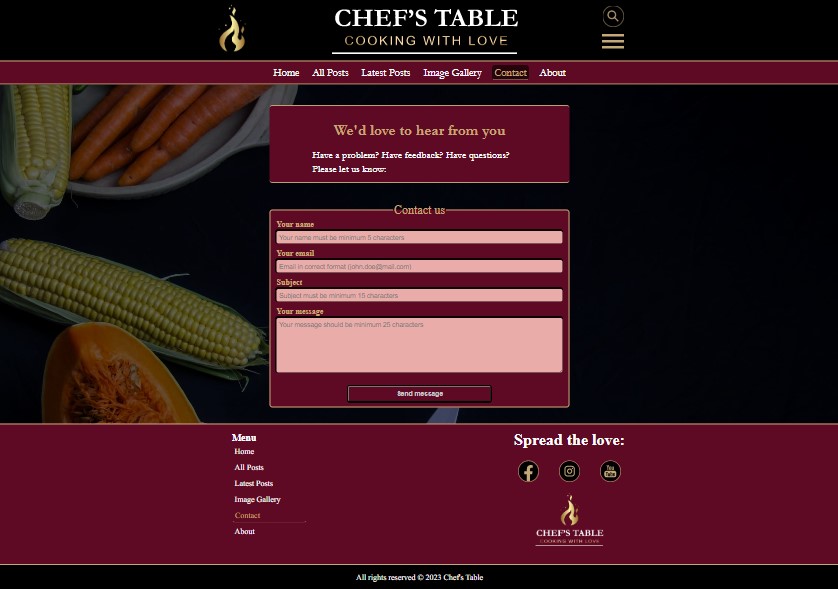 CHEF'S TABLE
COOKING WITH LOVE
Home All Posts Latest Posts Image Gallery Contact About
We'd love to hear from you
Have a problem? Have feedback? Have questions?
Please let us know:
Contact us
Your name
Your name must be minimum 5 characters
Your email
Email in correct format (john.doe@mail.com)
Subject
Subject must be minimum 15 characters
Your message
Your message should be minimum 25 characters
Send message
Menu
Home
All Posts
Latest Posts
Image Gallery
Contact
About
Spread the love:
You
Tube
CHEF'S TABLE
COOKING WITH LOVE
All rights reserved © 2023 Chef's Table